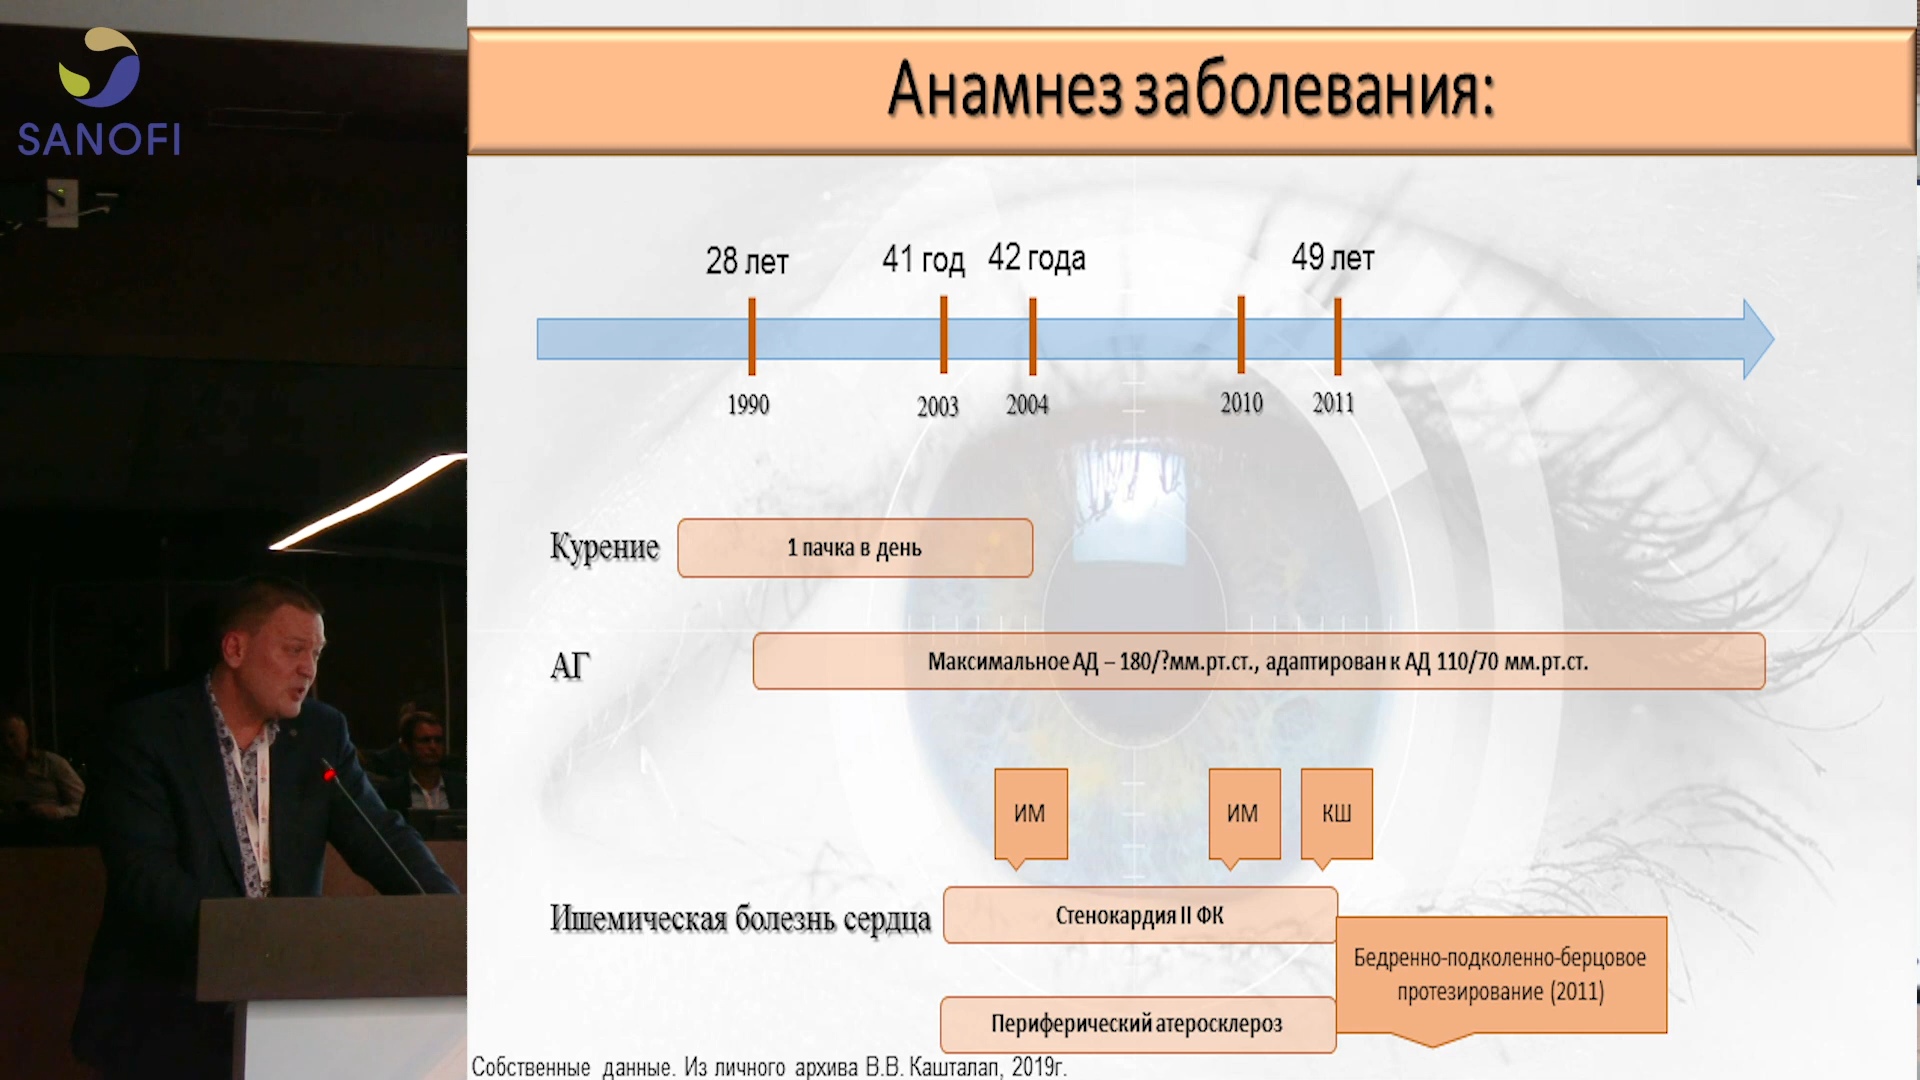 SANOFI
Анамнез заболевания:
28 лет
41 год
42 года
49 лет
1990
2003
2004
2010
2011
Курение
1 пачка в день
АГ
Максимальное АД – 180/?мм.рт.ст., адаптирован к АД 110/70 мм.рт.ст.
ИМ
ИМ
КШ
Ишемическая болезнь сердца
Стенокардия II ФК
Бедренно-подколенно-берцовое
протезирование (2011)
Периферический атеросклероз
Собственные данные. Из личного архива В.В. Кашталап, 2019г.